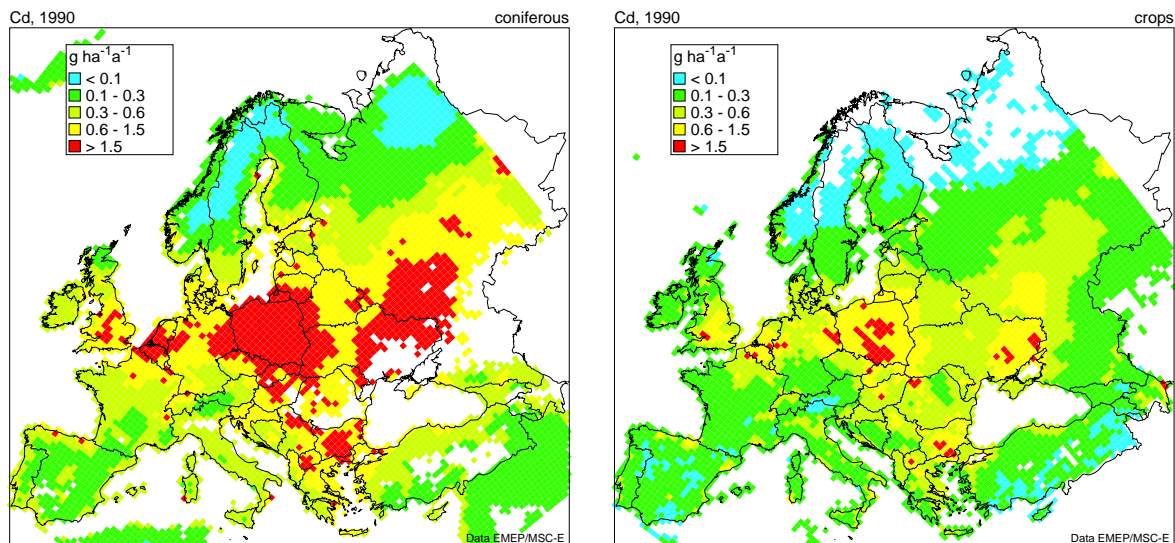 Cd, 1990 coniferous
g ha⁻¹a⁻¹
< 0.1
0.1 - 0.3
0.3 - 0.6
0.6 - 1.5
> 1.5
Data EMEP/MSC-E
Cd, 1990 crops
g ha⁻¹a⁻¹
< 0.1
0.1 - 0.3
0.3 - 0.6
0.6 - 1.5
> 1.5
Data EMEP/MSC-E